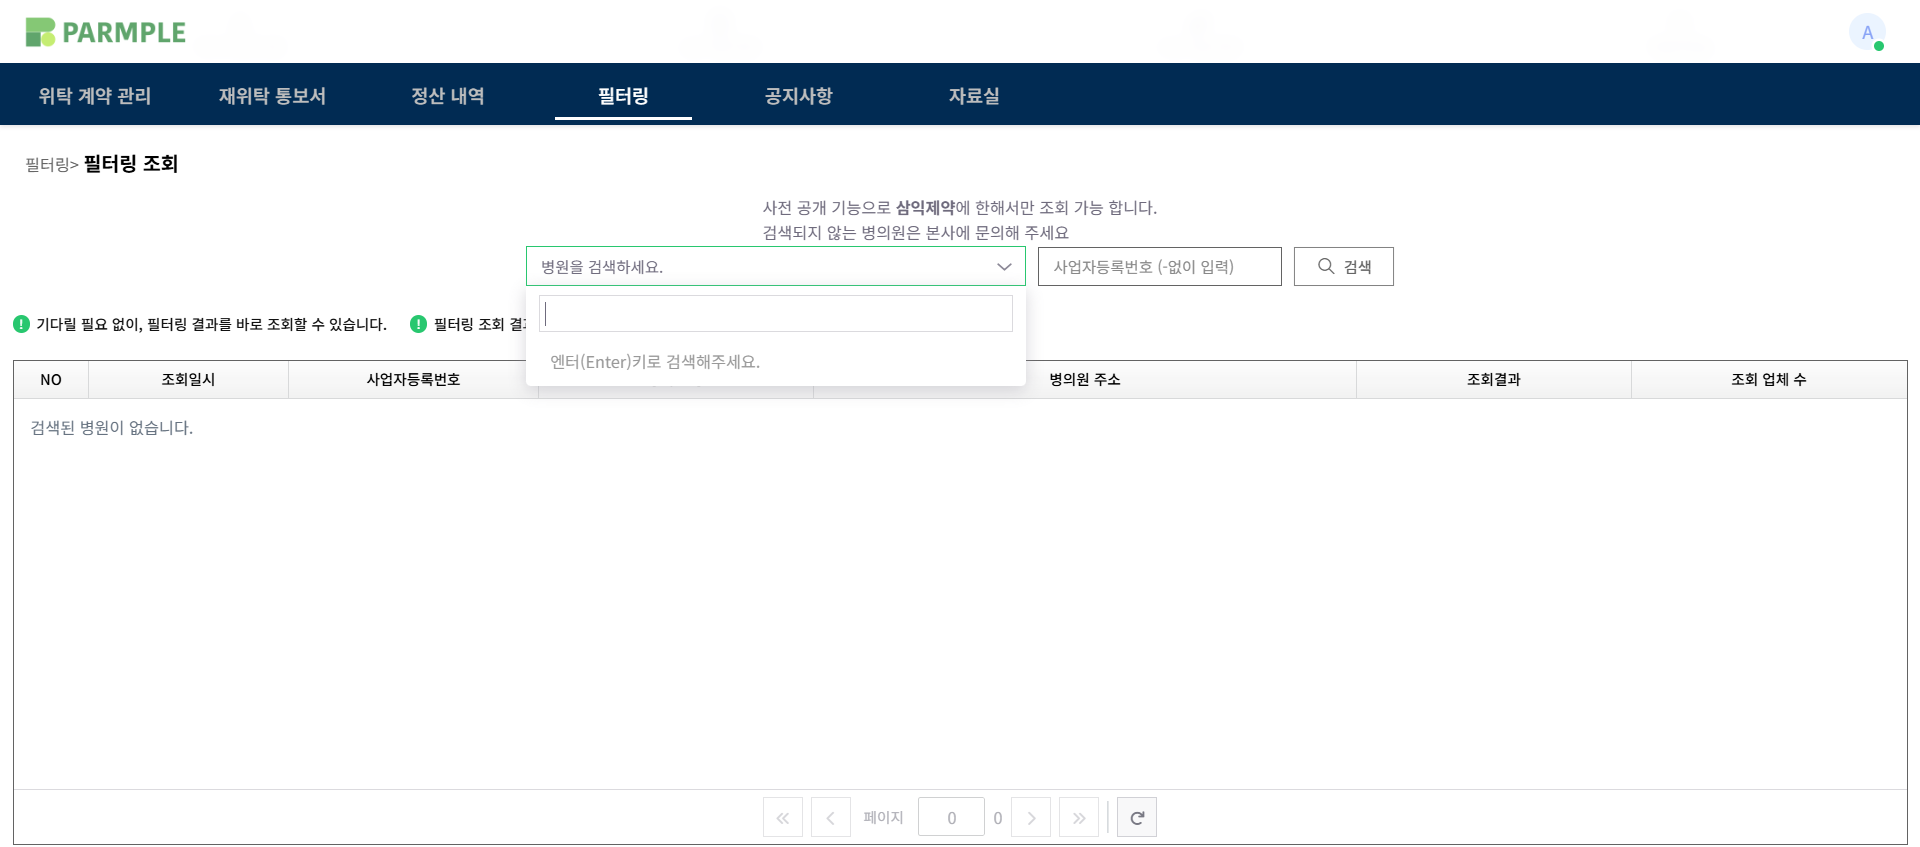 PARMPLE
A
위탁 계약 관리 재위탁 통보서 정산 내역 필터링 공지사항 자료실
필터링> 필터링 조회
사전 공개 기능으로 삼익제약에 한해서만 조회 가능 합니다.
검색되지 않는 병의원은 본사에 문의해 주세요
병원을 검색하세요. 사업자등록번호 (-없이 입력) 검색
기다릴 필요 없이, 필터링 결과를 바로 조회할 수 있습니다. 필터링 조회
엔터(Enter)키로 검색해주세요.
NO 조회일시 사업자등록번호 병의원 주소 조회결과 조회 업체 수
검색된 병원이 없습니다.
페이지 0 0